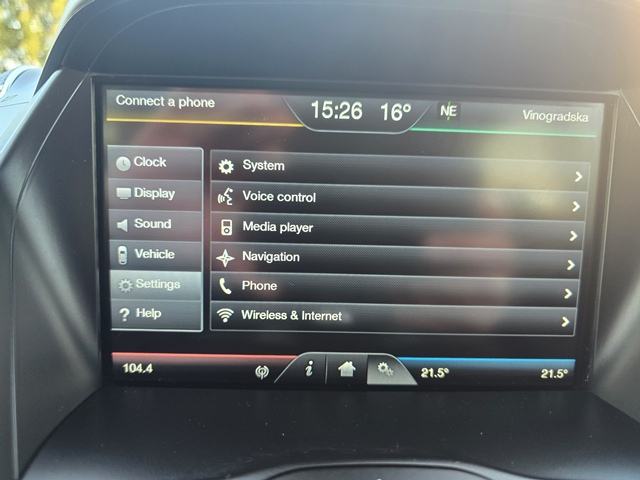 Connect a phone
15:26 16° NE
Vinogradska
Clock
Display
Sound
Vehicle
Settings
Help
System
Voice control
Media player
Navigation
Phone
Wireless & Internet
104.4
21.5°
21.5°